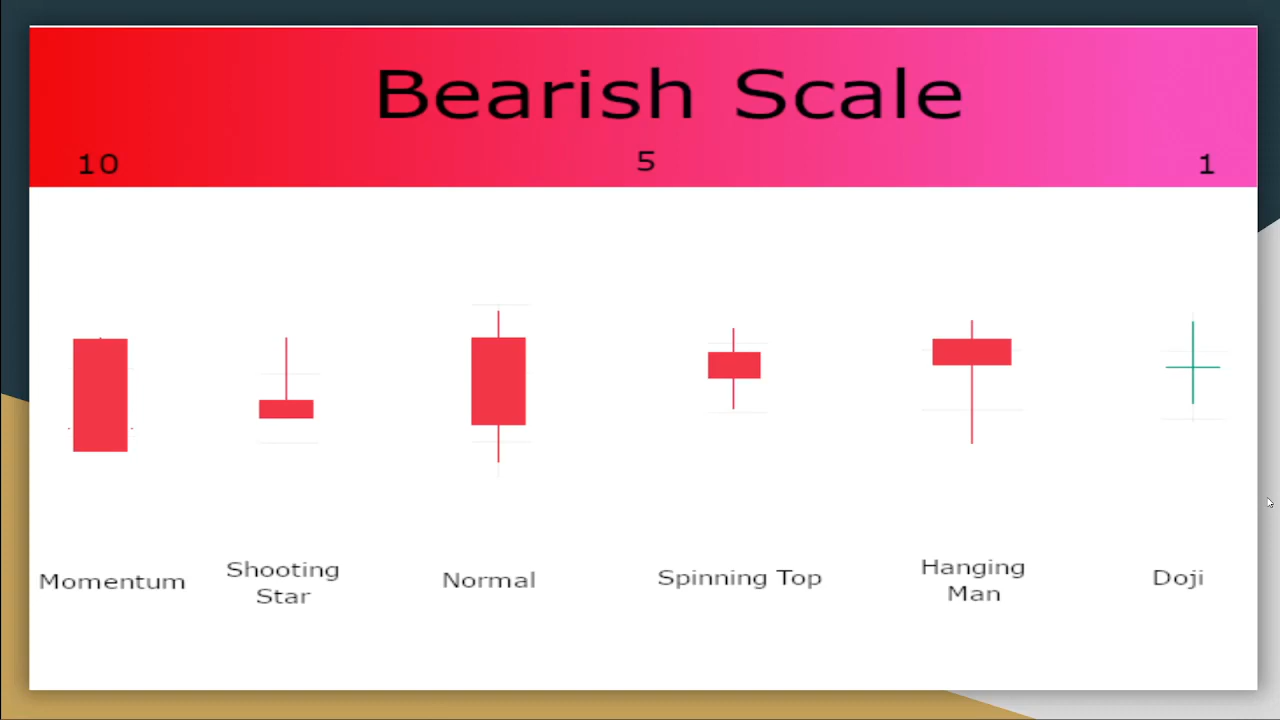 Bearish Scale
10 5 1
Momentum
Shooting
Star
Normal
Spinning Top
Hanging
Man
Doji